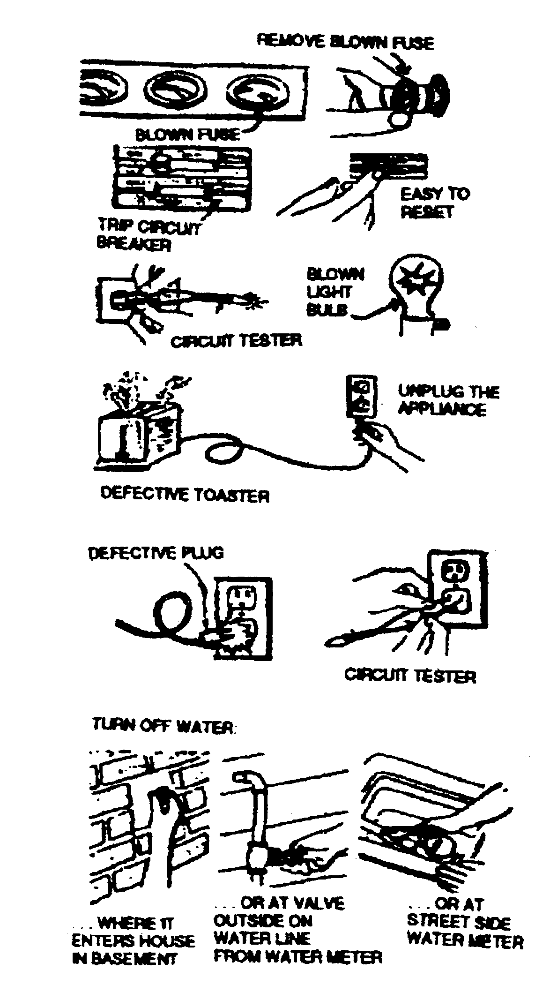 REMOVE BLOWN FUSE
BLOWN FUSE
TRIP CIRCUIT
BREAKER
EASY TO
RESET
CIRCUIT TESTER
BLOWN
LIGHT
BULB
UNPLUG THE
APPLIANCE
DEFECTIVE TOASTER
DEFECTIVE PLUG
CIRCUIT TESTER
TURN OFF WATER:
. . . WHERE IT
ENTERS HOUSE
IN BASEMENT
. . . OR AT VALVE
OUTSIDE ON
WATER LINE
FROM WATER METER
. . . OR AT
STREET SIDE
WATER METER